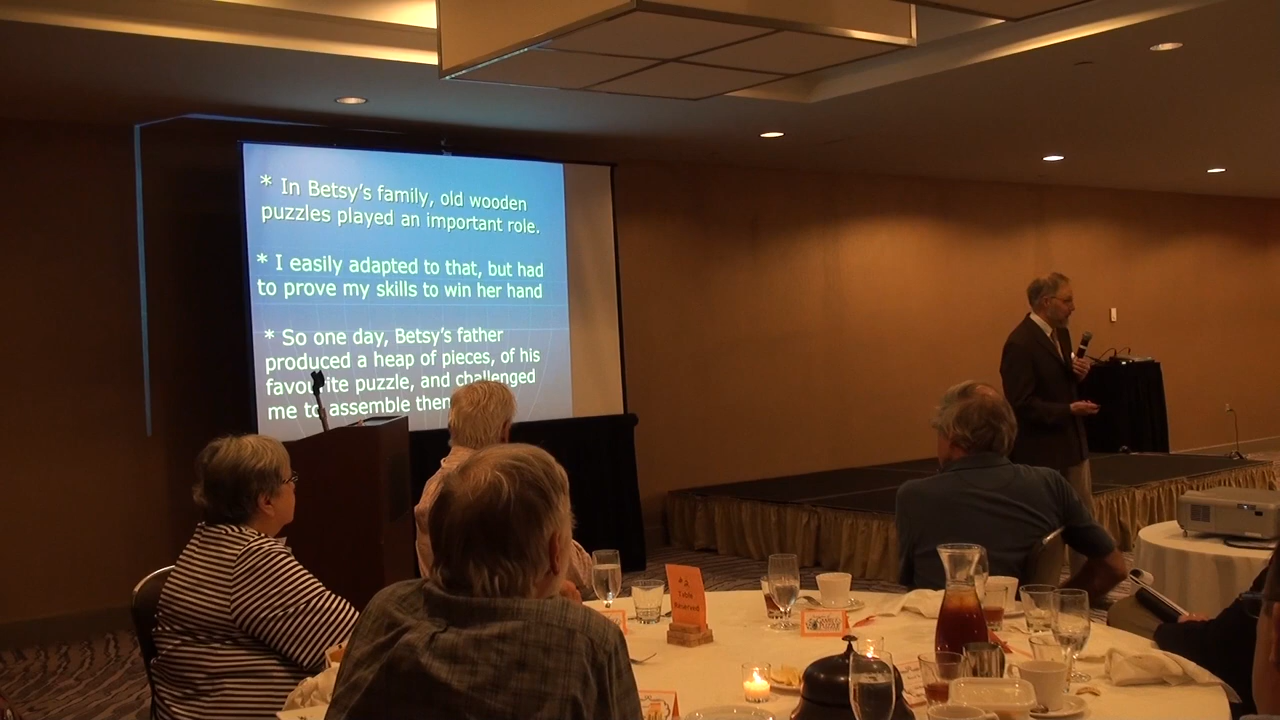 * In Betsy's family, old wooden
puzzles played an important role.
* I easily adapted to that, but had
to prove my skills to win her hand
* So one day, Betsy's father
produced a heap of pieces, of his
favourite puzzle, and challenged
me to assemble them
Table
Reserved